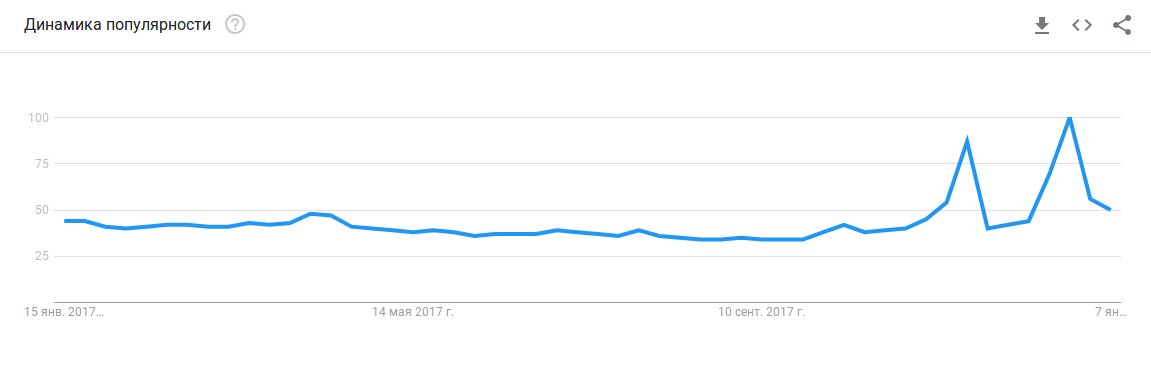 Динамика популярности ?
100
75
50
25
15 янв. 2017…
14 мая 2017 г.
10 сент. 2017 г.
7 ян…